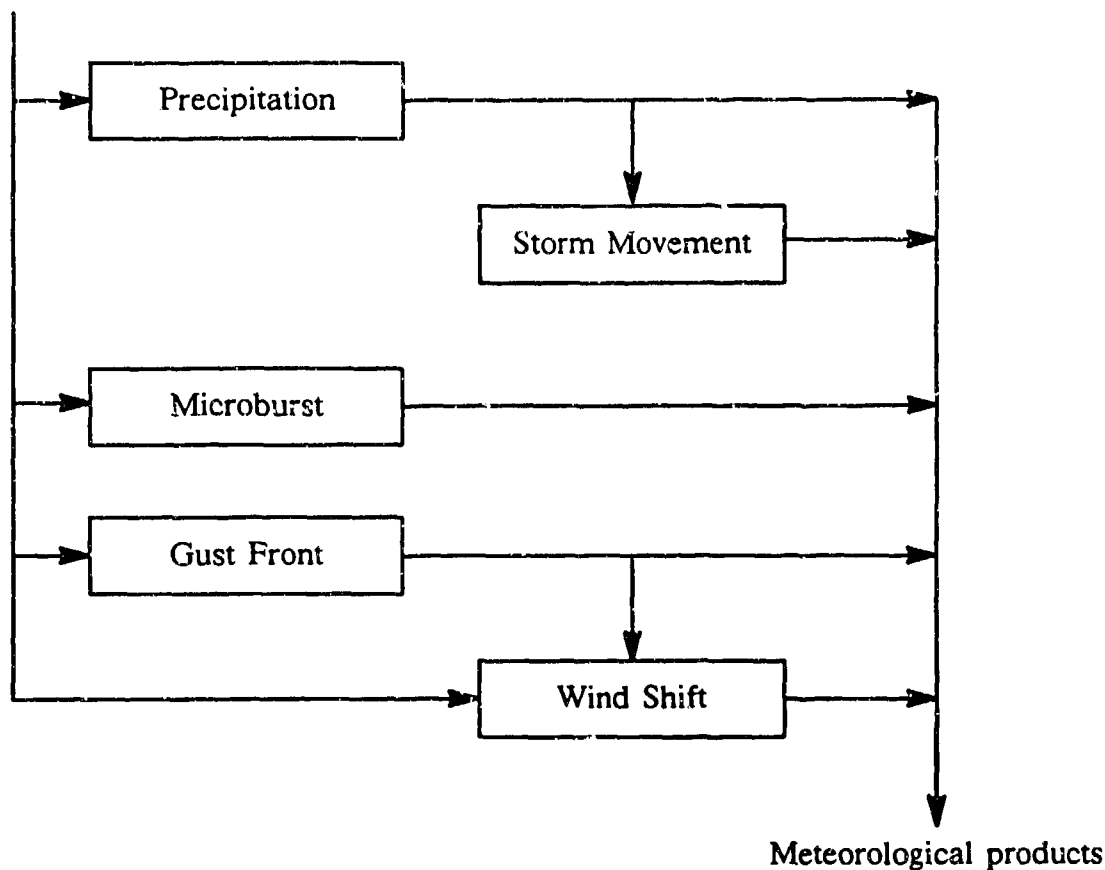 Precipitation
Storm Movement
Microburst
Gust Front
Wind Shift
Meteorological products